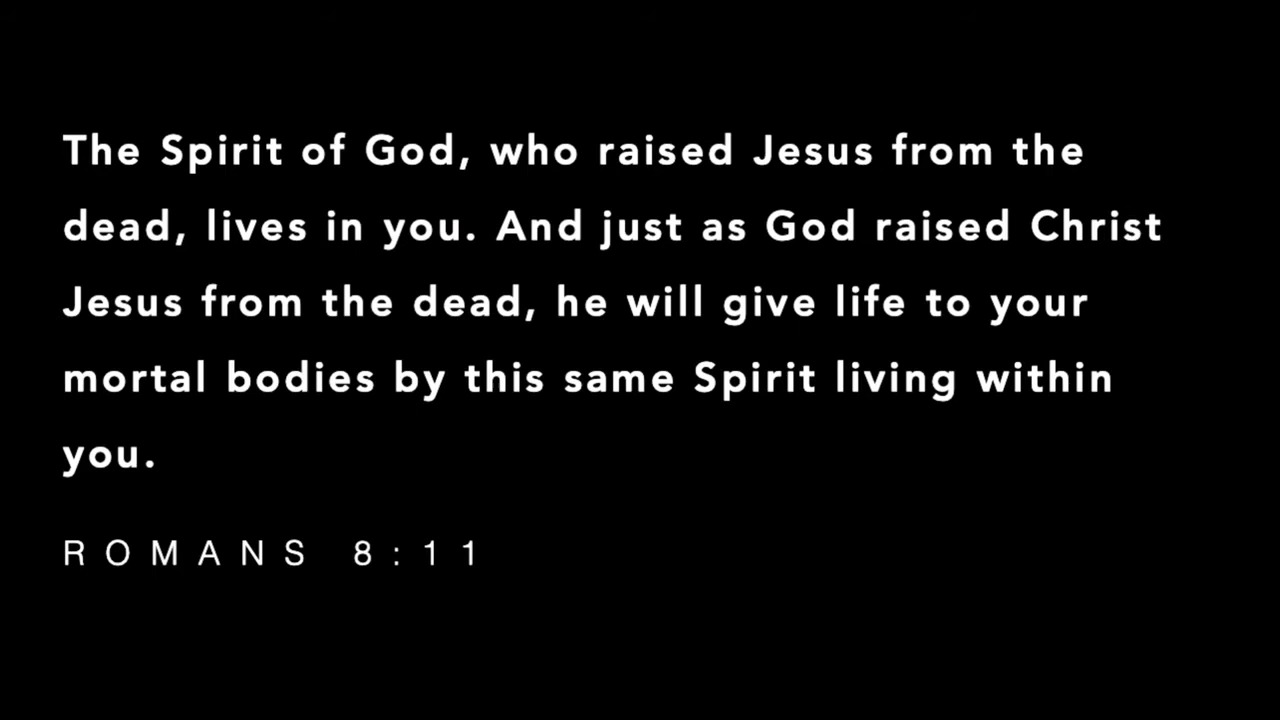 The Spirit of God, who raised Jesus from the
dead, lives in you. And just as God raised Christ
Jesus from the dead, he will give life to your
mortal bodies by this same Spirit living within
you.
ROMANS 8:11